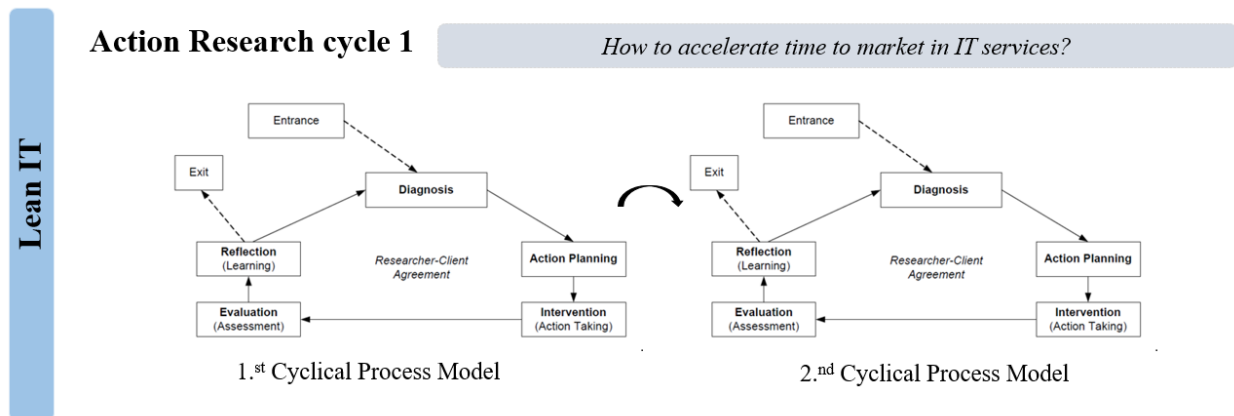 Lean IT
Action Research cycle 1
How to accelerate time to market in IT services?
Entrance
Exit
Diagnosis
Reflection
(Learning)
Researcher-Client
Agreement
Action Planning
Evaluation
(Assessment)
Intervention
(Action Taking)
1.st Cyclical Process Model
Entrance
Exit
Diagnosis
Reflection
(Learning)
Researcher-Client
Agreement
Action Planning
Evaluation
(Assessment)
Intervention
(Action Taking)
2.nd Cyclical Process Model